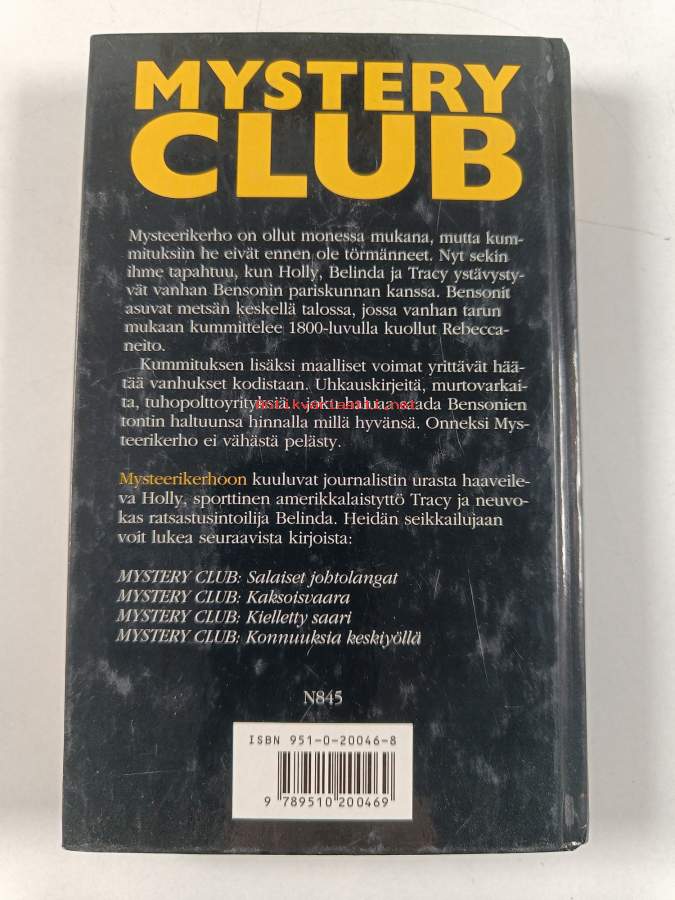 MYSTERY
CLUB
Mysteerikerho on ollut monessa mukana, mutta kum-
mituksiin he eivät ennen ole törmänneet. Nyt sekin
ihme tapahtuu, kun Holly, Belinda ja Tracy ystävysty-
vät vanhan Bensonin pariskunnan kanssa. Bensonit
asuvat metsän keskellä talossa, jossa vanhan tarun
mukaan kummittelee 1800-luvulla kuollut Rebecca-
neito.
Kummituksen lisäksi maalliset voimat yrittävät hää-
tää vanhukset kodistaan. Uhkauskirjeitä, murtovarkai-
ta, tuhopolttoyrityksiä - joku haluaa saada Bensonien
tontin haltuunsa hinnalla millä hyvänsä. Onneksi Mys-
teerikerho ei vähästä pelästy.
Mysteerikerhoon kuuluvat journalistin urasta haaveile-
va Holly, sporttinen amerikkalaistyttö Tracy ja neuvo-
kas ratsastusintoilija Belinda. Heidän seikkailujaan
voit lukea seuraavista kirjoista:
MYSTERY CLUB: Salaiset johtolangat
MYSTERY CLUB: Kaksoisvaara
MYSTERY CLUB: Kielletty saari
MYSTERY CLUB: Konnuuksia keskiyöllä
N845
ISBN 951-0-20046-8
9 789510 200469